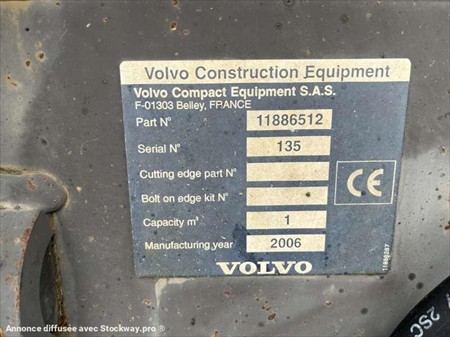 Volvo Construction Equipment
Volvo Compact Equipment S.A.S.
F-01303 Belley, FRANCE
Part N° 11886512
Serial N° 135
Cutting edge part N°
Bolt on edge kit N°
Capacity m³ 1
Manufacturing year 2006
CE
VOLVO
2SC
Annonce diffusée avec Stockway.pro